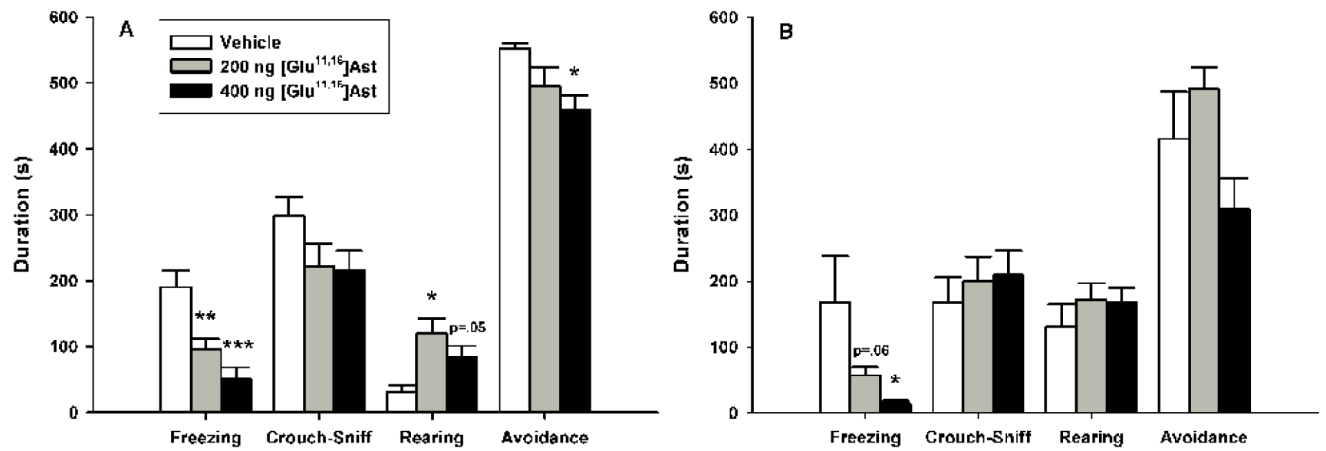 A
Vehicle
200 ng [Glu11,16]Ast
400 ng [Glu11,16]Ast
Duration (s)
600
500
400
300
200
100
0
**
***
*
p=.05
*
Freezing Crouch-Sniff Rearing Avoidance
B
Duration (s)
600
500
400
300
200
100
0
p=.06
*
Freezing Crouch-Sniff Rearing Avoidance